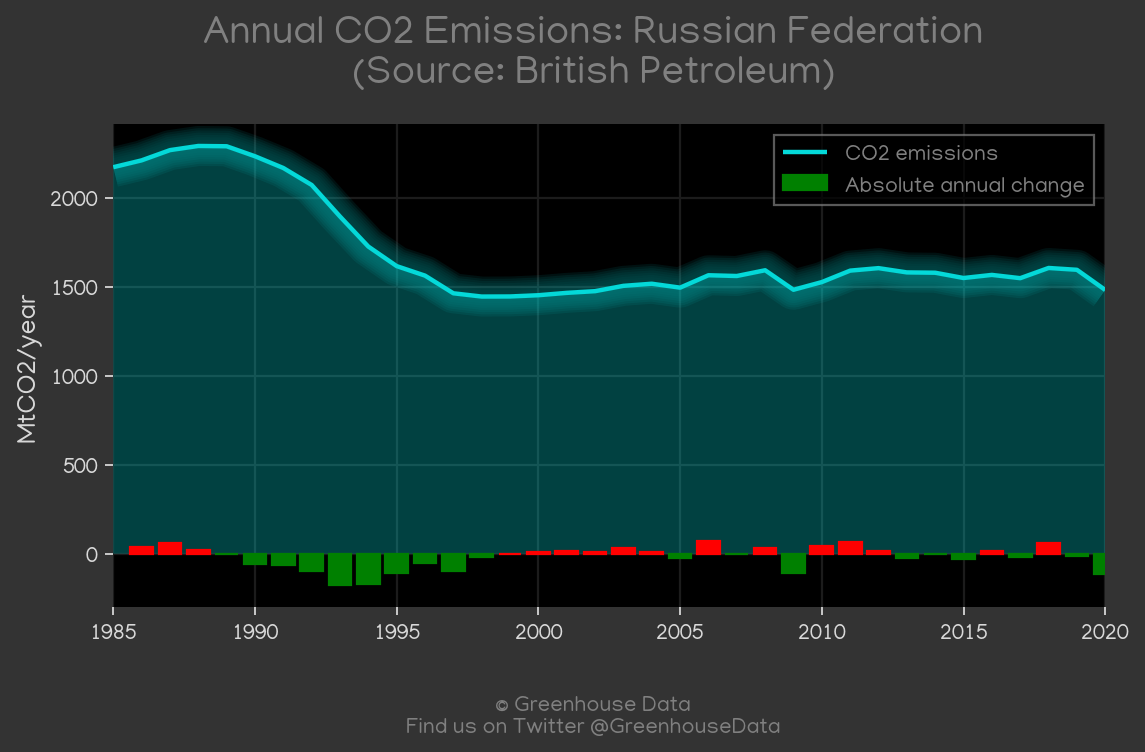 Annual CO2 Emissions: Russian Federation
(Source: British Petroleum)
CO2 emissions
Absolute annual change
MtCO2/year
2000
1500
1000
500
0
1985 1990 1995 2000 2005 2010 2015 2020
© Greenhouse Data
Find us on Twitter @GreenhouseData